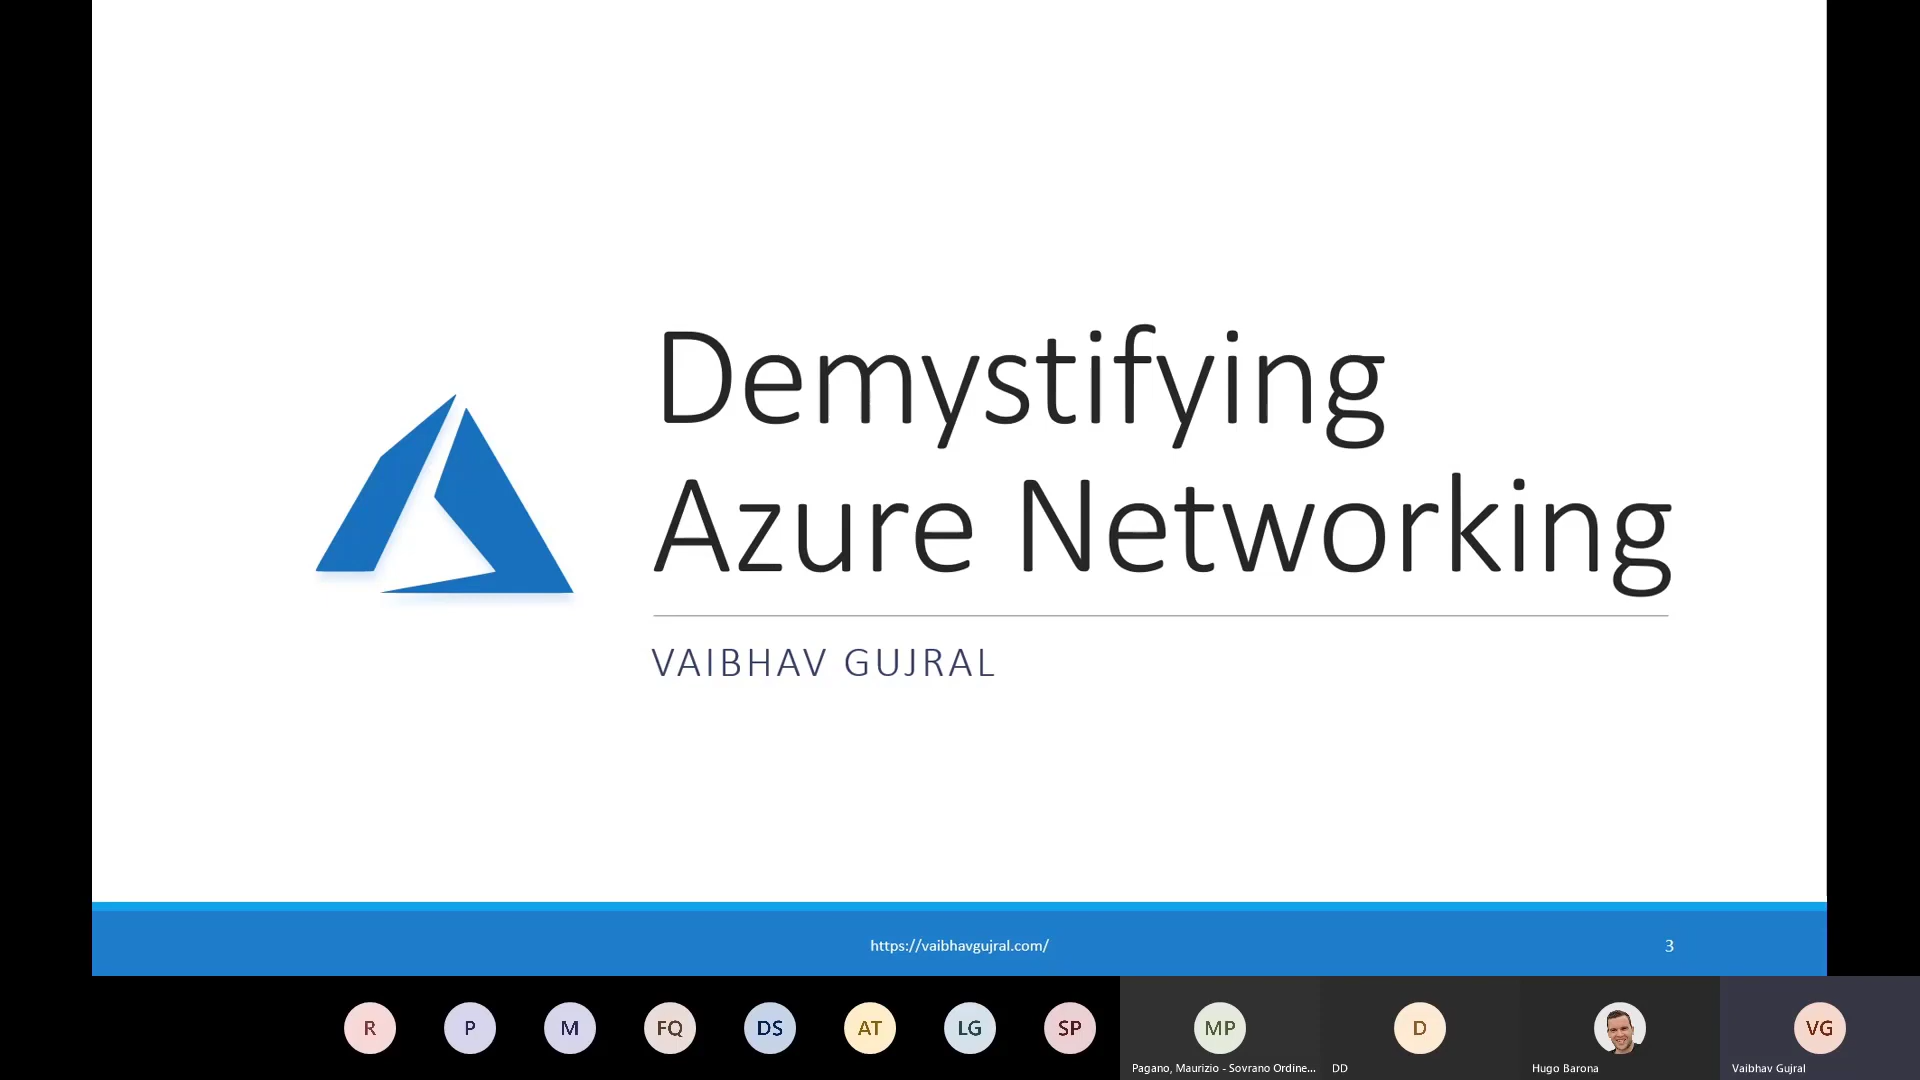 Demystifying
Azure Networking
VAIBHAV GUJRAL
https://vaibhavgujral.com/
3
R
P
M
FQ
DS
AT
LG
SP
MP
D
VG
Pagano, Maurizio - Sovrano Ordine...
DD
Hugo Barona
Vaibhav Gujral